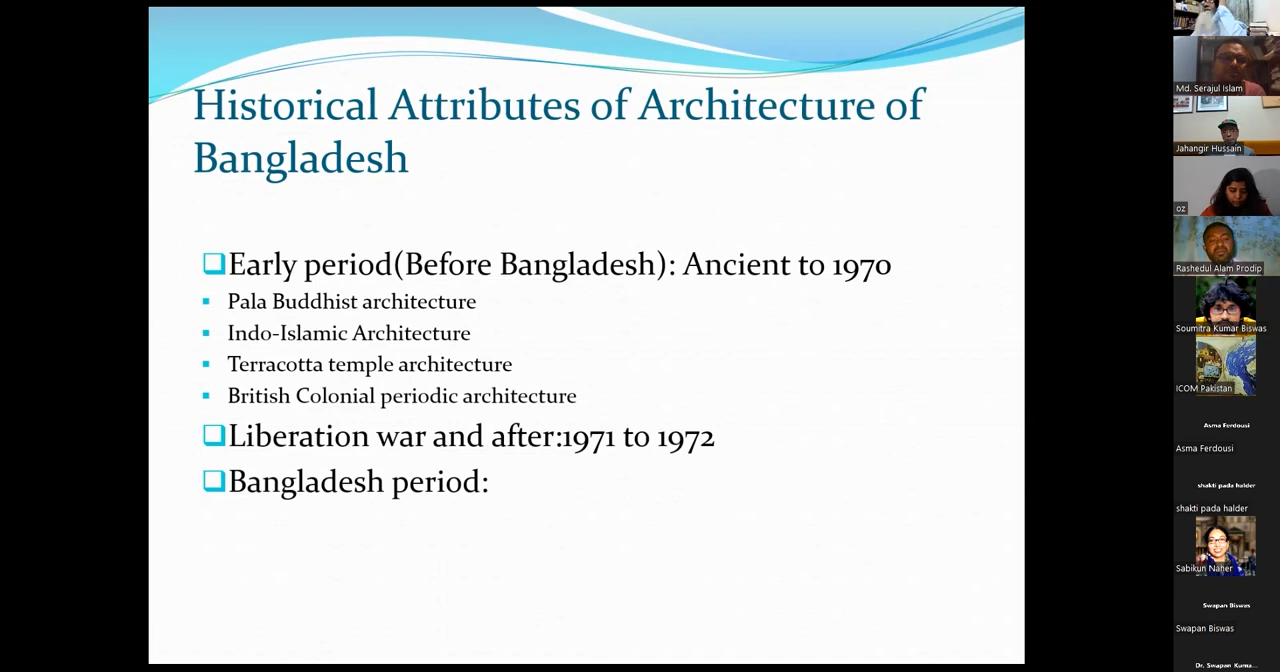 Historical Attributes of Architecture of
Bangladesh
Early period(Before Bangladesh): Ancient to 1970
Pala Buddhist architecture
Indo-Islamic Architecture
Terracotta temple architecture
British Colonial periodic architecture
Liberation war and after:1971 to 1972
Bangladesh period:
Md. Serajul Islam
Jahangir Hussain
oz
Rashedul Alam Prodip
Soumitra Kumar Biswas
ICOM Pakistan
Asma Ferdousi
Asma Ferdousi
shakti pada halder
shakti pada halder
Sabikun Naher
Swapan Biswas
Swapan Biswas
Dr. Swapan Kuma...